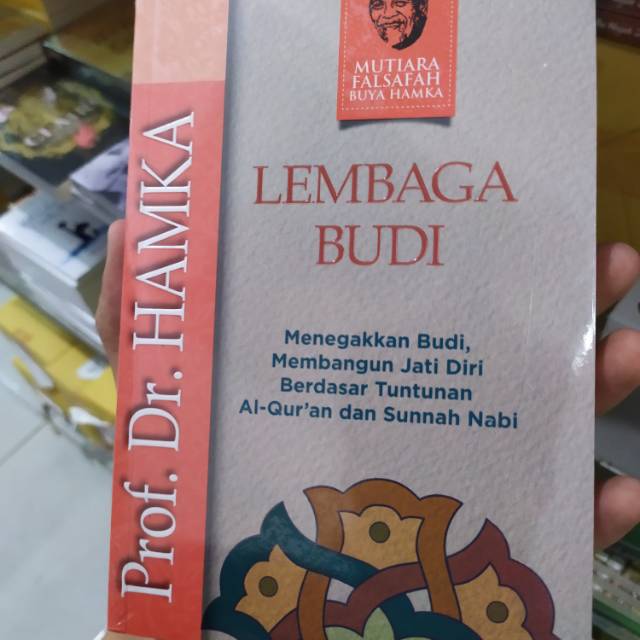 MUTIARA
FALSAFAH
BUYA HAMKA
LEMBAGA
BUDI
Menegakkan Budi,
Membangun Jati Diri
Berdasar Tuntunan
Al-Qur'an dan Sunnah Nabi
Prof. Dr. HAMKA